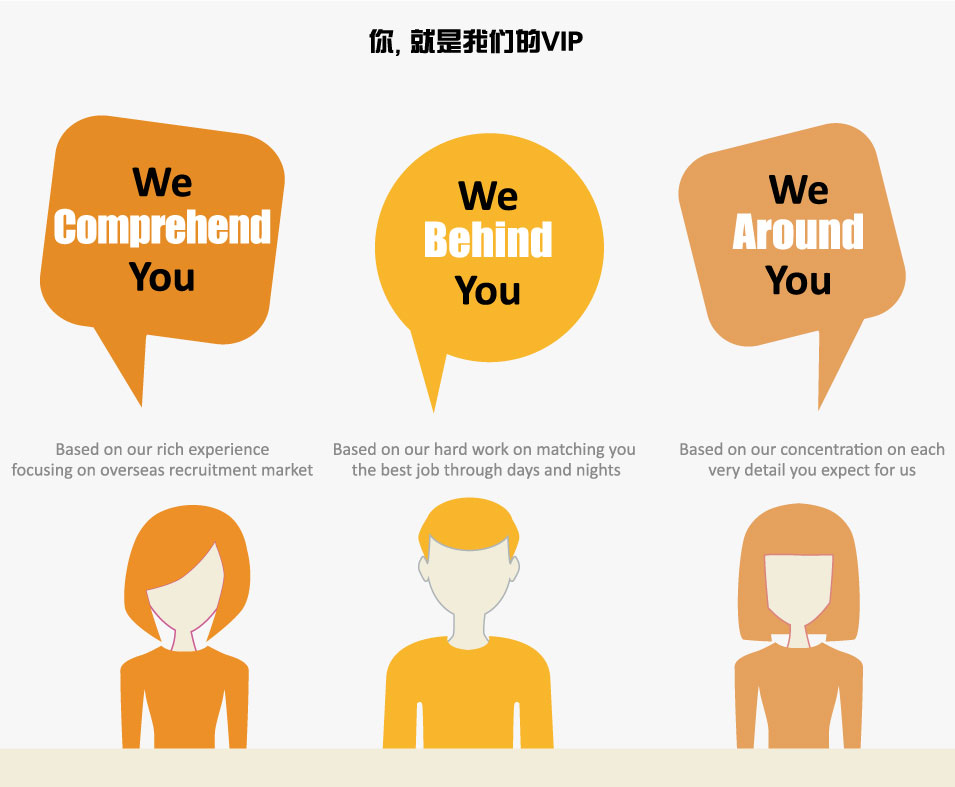 你, 就是我们的VIP
We
Comprehend
You
We
Behind
You
We
Around
You
Based on our rich experience
focusing on overseas recruitment market
Based on our hard work on matching you
the best job through days and nights
Based on our concentration on each
very detail you expect for us